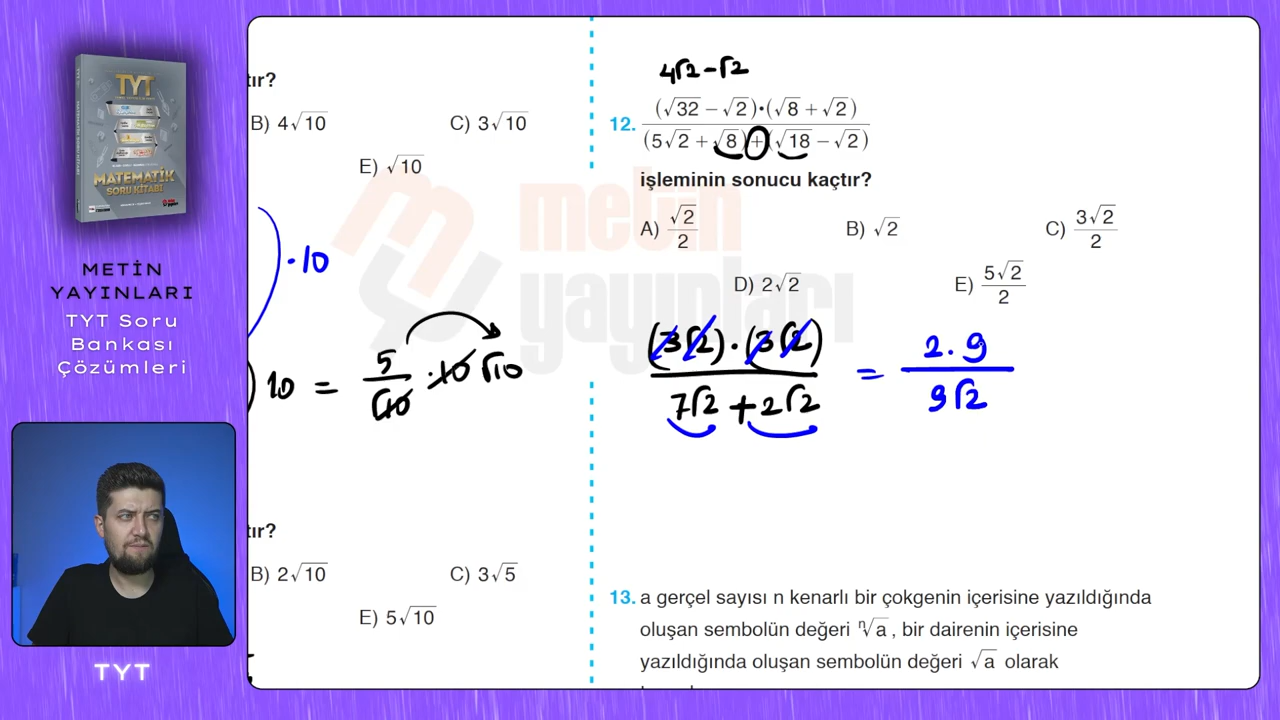 TYT
MATEMATİK
SORU KİTABI
METİN
YAYINLARI
TYT Soru
Bankası
Çözümleri
TYT
tır?
B) 4√10
C) 3√10
E) √10
· 10
) 10 = 5/√10 · 10 √10
tır?
B) 2√10
C) 3√5
E) 5√10
4√2 − √2
12. (√32 − √2)·(√8 + √2)
(5√2 + √8) + (√18 − √2)
işleminin sonucu kaçtır?
A) √2/2
B) √2
C) 3√2/2
D) 2√2
E) 5√2/2
metin
yayınları
(3√2) · (3√2)
7√2 + 2√2
= 2 · 9
9√2
13. a gerçel sayısı n kenarlı bir çokgenin içerisine yazıldığında
oluşan sembolün değeri ⁿ√a, bir dairenin içerisine
yazıldığında oluşan sembolün değeri √a olarak